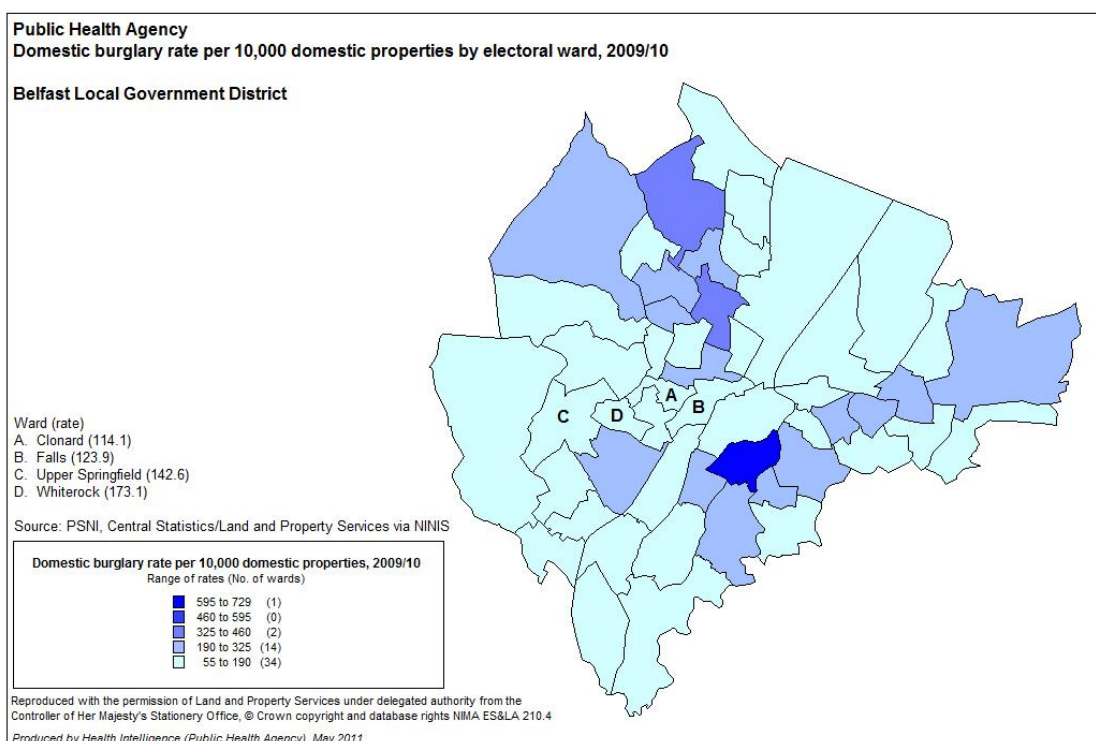 Public Health Agency
Domestic burglary rate per 10,000 domestic properties by electoral ward, 2009/10
Belfast Local Government District
A
B
C
D
Ward (rate)
A. Clonard (114.1)
B. Falls (123.9)
C. Upper Springfield (142.6)
D. Whiterock (173.1)
Source: PSNI, Central Statistics/Land and Property Services via NINIS
Domestic burglary rate per 10,000 domestic properties, 2009/10
Range of rates (No. of wards)
595 to 729 (1)
460 to 595 (0)
325 to 460 (2)
190 to 325 (14)
55 to 190 (34)
Reproduced with the permission of Land and Property Services under delegated authority from the
Controller of Her Majesty's Stationery Office, © Crown copyright and database rights NIMA ES&LA 210.4
Produced by Health Intelligence (Public Health Agency), May 2011